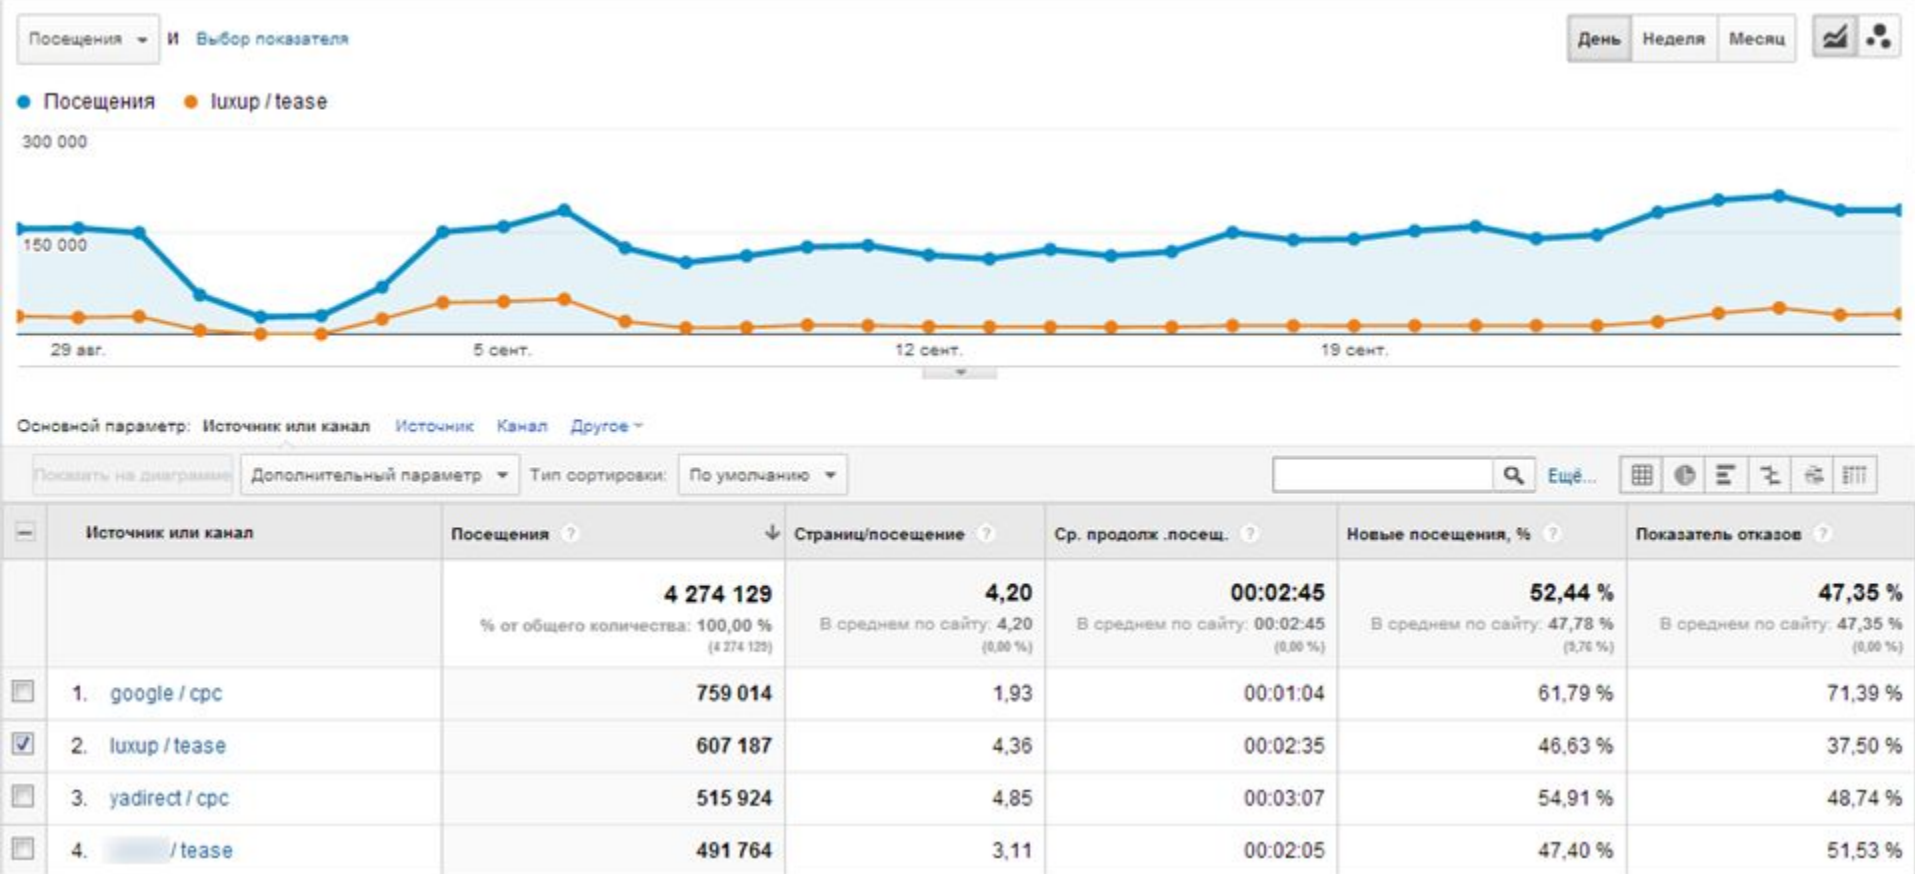 Посещения И Выбор показателя День Неделя Месяц
Посещения luxup / tease
300 000
150 000
29 авг. 5 сент. 12 сент. 19 сент.
Основной параметр: Источник или канал Источник Канал Другое
Показать на диаграмме Дополнительный параметр Тип сортировки: По умолчанию Ещё...
Источник или канал Посещения ? Страниц/посещение ? Ср. продолж .посещ. ? Новые посещения, % ? Показатель отказов ?
4 274 129 4,20 00:02:45 52,44 % 47,35 %
% от общего количества: 100,00 % В среднем по сайту: 4,20 В среднем по сайту: 00:02:45 В среднем по сайту: 47,78 % В среднем по сайту: 47,35 %
(4 274 129) (0,00 %) (0,00 %) (9,76 %) (0,00 %)
1. google / cpc 759 014 1,93 00:01:04 61,79 % 71,39 %
2. luxup / tease 607 187 4,36 00:02:35 46,63 % 37,50 %
3. yadirect / cpc 515 924 4,85 00:03:07 54,91 % 48,74 %
4. / tease 491 764 3,11 00:02:05 47,40 % 51,53 %